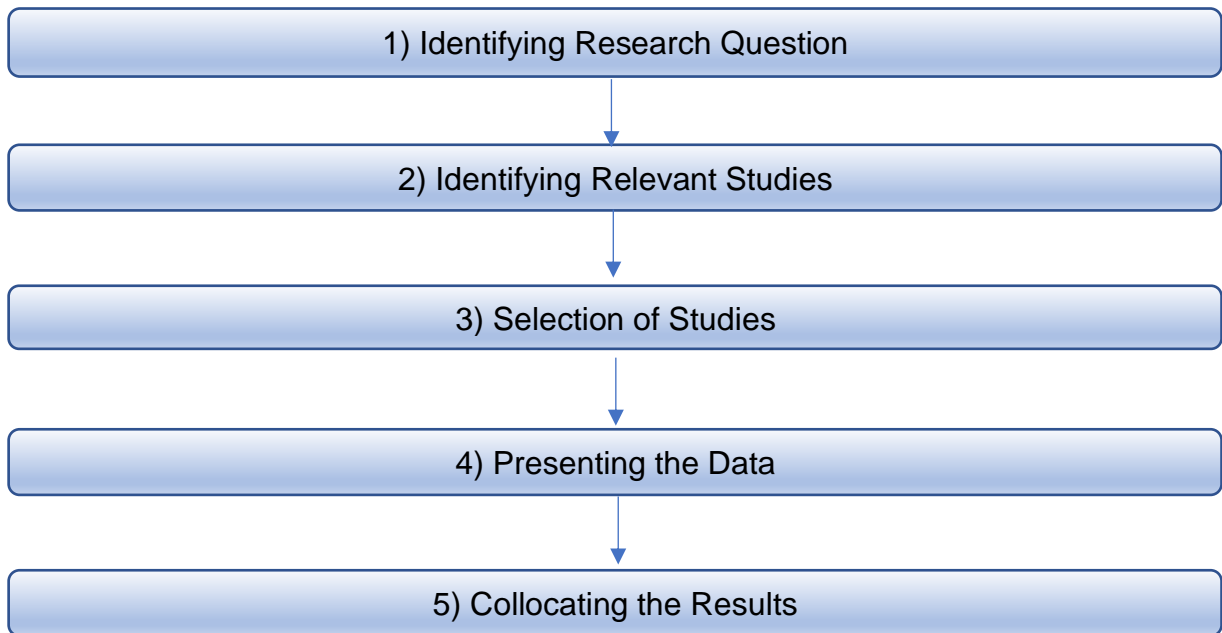 1) Identifying Research Question
2) Identifying Relevant Studies
3) Selection of Studies
4) Presenting the Data
5) Collocating the Results